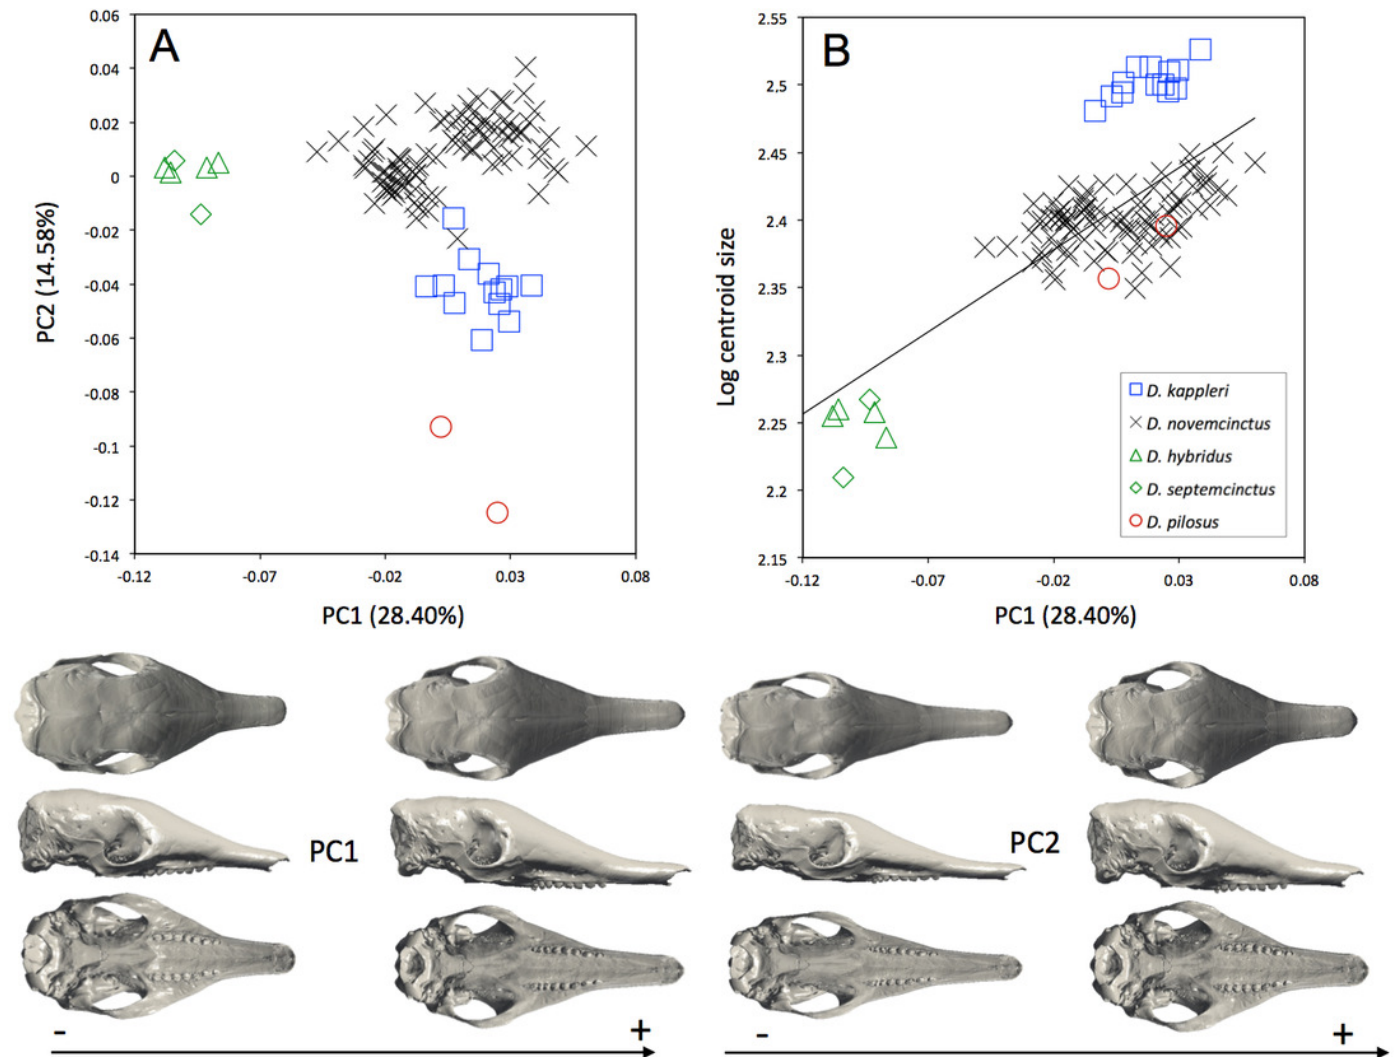 A
0.06
0.04
0.02
0
-0.02
-0.04
-0.06
-0.08
-0.1
-0.12
-0.14
PC2 (14.58%)
-0.12 -0.07 -0.02 0.03 0.08
PC1 (28.40%)
B
2.55
2.5
2.45
2.4
2.35
2.3
2.25
2.2
2.15
Log centroid size
D. kappleri
D. novemcinctus
D. hybridus
D. septemcinctus
D. pilosus
-0.12 -0.07 -0.02 0.03 0.08
PC1 (28.40%)
PC1
- +
PC2
- +